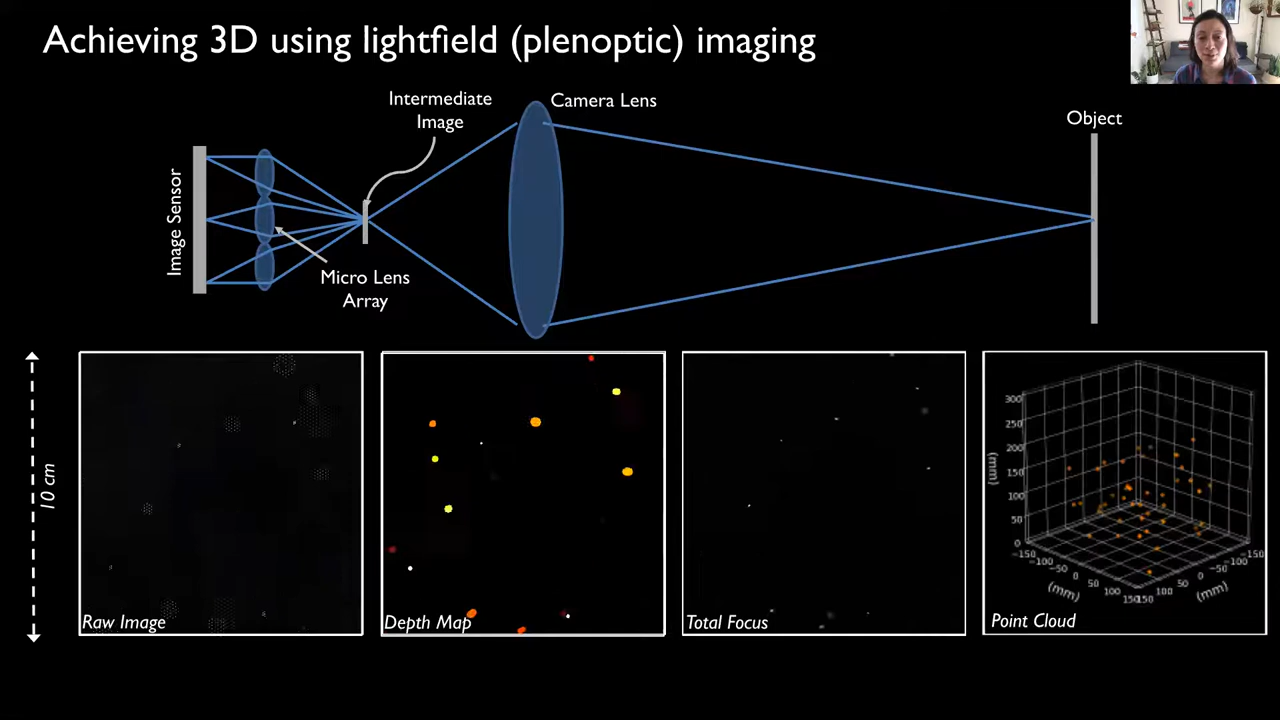 Achieving 3D using lightfield (plenoptic) imaging
Intermediate
Image
Camera Lens
Object
Image Sensor
Micro Lens
Array
10 cm
Raw Image
Depth Map
Total Focus
Point Cloud
300
250
200
150
100
50
0
(mm)
−150
−100
−50
0
50
100
150
(mm)
150
100
50
0
−50
−100
−150
(mm)